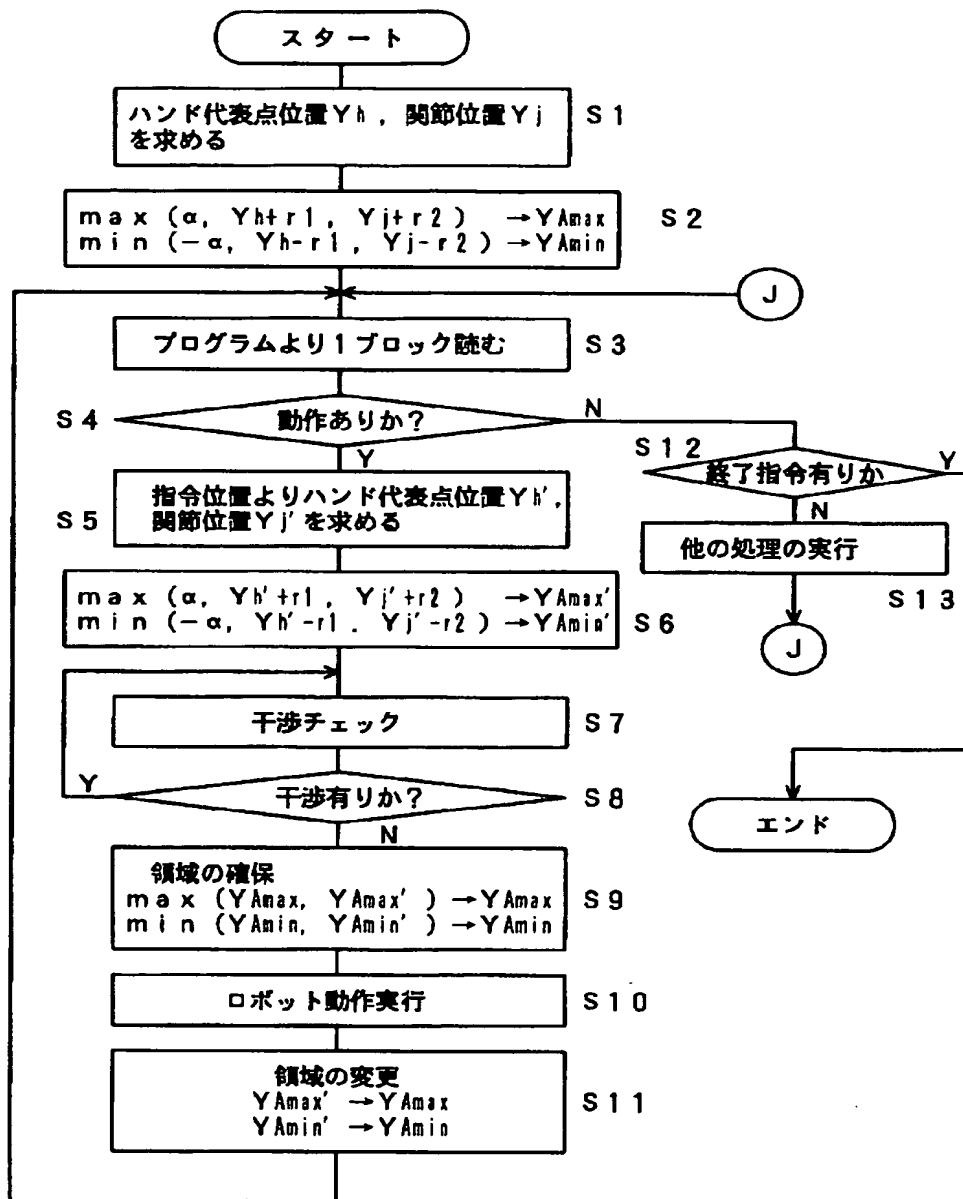 スタート
ハンド代表点位置Yh, 関節位置Yj
を求める
S1
max (α, Yh+r1, Yj+r2) →YAmax
min (−α, Yh-r1, Yj-r2) →YAmin
S2
J
プログラムより1ブロック読む
S3
S4
動作ありか?
N
Y
S12
終了指令有りか
Y
N
S5
指令位置よりハンド代表点位置Yh',
関節位置Yj'を求める
他の処理の実行
S13
J
max (α, Yh'+r1, Yj'+r2) →YAmax'
min (−α, Yh'-r1. Yj'-r2) →YAmin'
S6
干渉チェック
S7
Y
干渉有りか?
S8
N
エンド
領域の確保
max (YAmax, YAmax') →YAmax
min (YAmin, YAmin') →YAmin
S9
ロボット動作実行
S10
領域の変更
YAmax' →YAmax
YAmin' →YAmin
S11